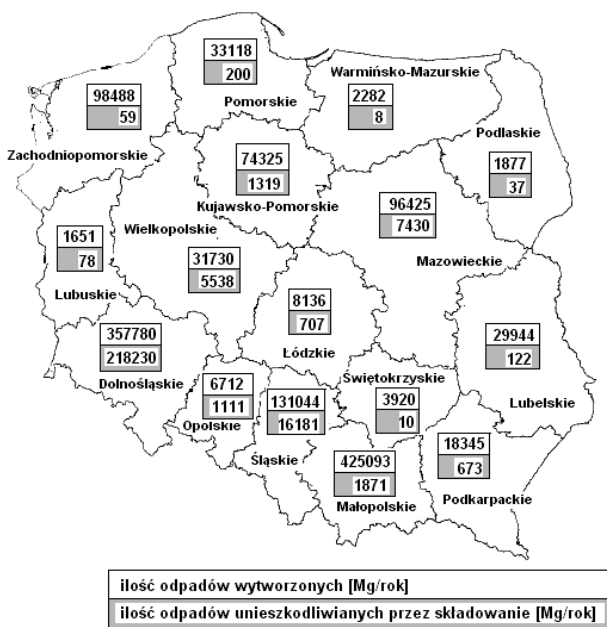 33118
200
Pomorskie
Warmińsko-Mazurskie
2282
8
98488
59
Zachodniopomorskie
Podlaskie
1877
37
74325
1319
Kujawsko-Pomorskie
96425
7430
Mazowieckie
Wielkopolskie
31730
5538
1651
78
Lubuskie
8136
707
Łódzkie
29944
122
Lubelskie
357780
218230
Dolnośląskie
6712
1111
Opolskie
131044
16181
Śląskie
Świętokrzyskie
3920
10
425093
1871
Małopolskie
18345
673
Podkarpackie
ilość odpadów wytworzonych [Mg/rok]
ilość odpadów unieszkodliwianych przez składowanie [Mg/rok]